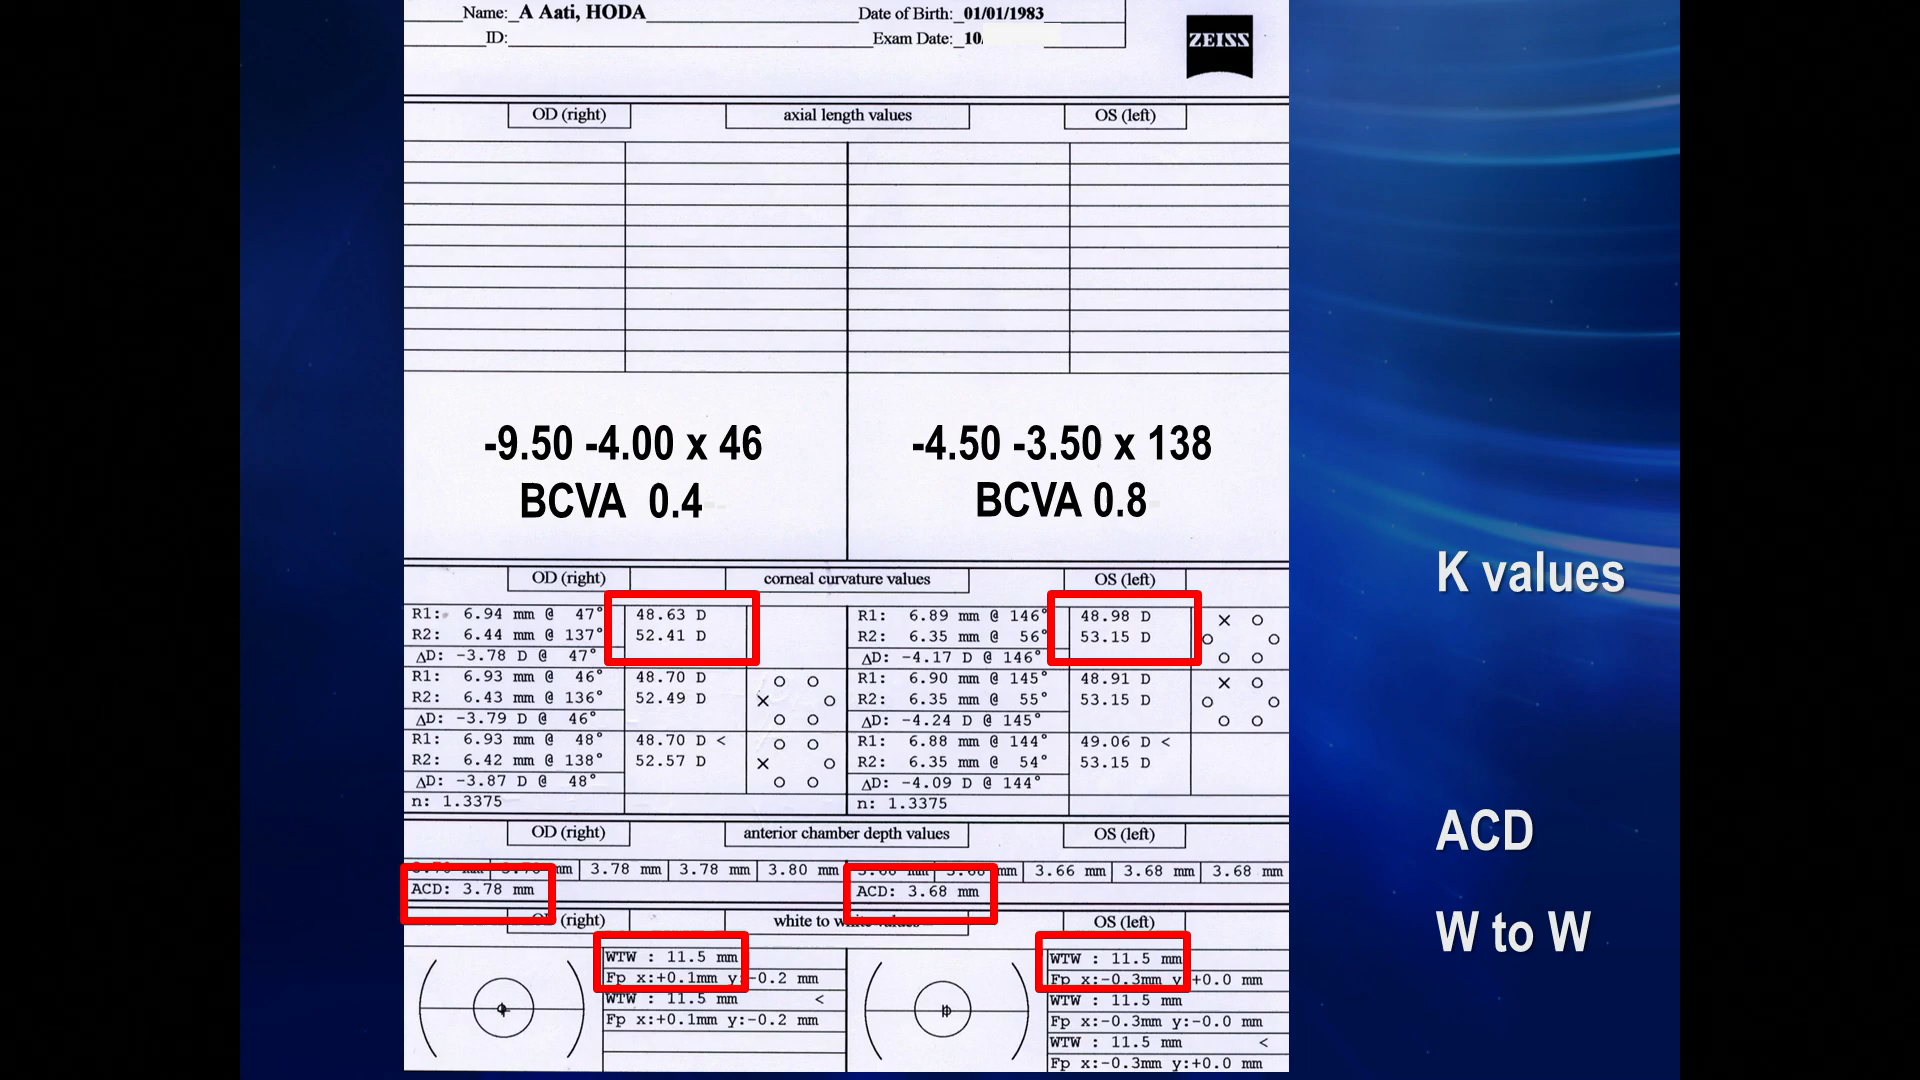 Name: A Aati, HODA Date of Birth: 01/01/1983
ID: Exam Date: 10
ZEISS
OD (right) axial length values OS (left)
-9.50 -4.00 x 46 -4.50 -3.50 x 138
BCVA 0.4 BCVA 0.8
K values
OD (right) corneal curvature values OS (left)
R1: 6.94 mm @ 47° 48.63 D R1: 6.89 mm @ 146° 48.98 D
R2: 6.44 mm @ 137° 52.41 D R2: 6.35 mm @ 56° 53.15 D
ΔD: -3.78 D @ 47° ΔD: -4.17 D @ 146°
R1: 6.93 mm @ 46° 48.70 D R1: 6.90 mm @ 145° 48.91 D
R2: 6.43 mm @ 136° 52.49 D R2: 6.35 mm @ 55° 53.15 D
ΔD: -3.79 D @ 46° ΔD: -4.24 D @ 145°
R1: 6.93 mm @ 48° 48.70 D < R1: 6.88 mm @ 144° 49.06 D <
R2: 6.42 mm @ 138° 52.57 D R2: 6.35 mm @ 54° 53.15 D
ΔD: -3.87 D @ 48° ΔD: -4.09 D @ 144°
n: 1.3375 n: 1.3375
ACD
OD (right) anterior chamber depth values OS (left)
mm 3.78 mm 3.78 mm 3.80 mm mm 3.66 mm 3.68 mm 3.68 mm
ACD: 3.78 mm ACD: 3.68 mm
W to W
OD (right) white to white values OS (left)
WTW : 11.5 mm WTW : 11.5 mm
Fp x:+0.1mm y:-0.2 mm Fp x:-0.3mm y:+0.0 mm
WTW : 11.5 mm < WTW : 11.5 mm
Fp x:+0.1mm y:-0.2 mm Fp x:-0.3mm y:-0.0 mm
WTW : 11.5 mm <
Fp x:-0.3mm y:+0.0 mm